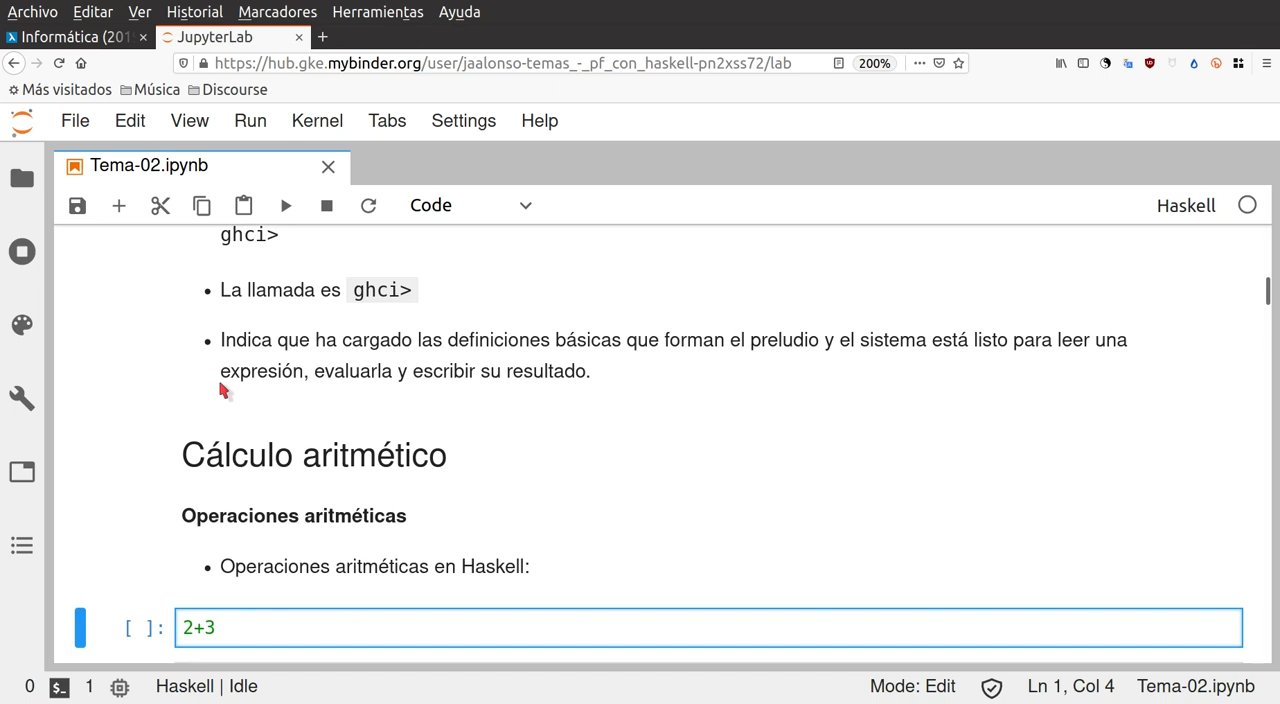 Archivo Editar Ver Historial Marcadores Herramientas Ayuda
Informática (201 × JupyterLab × +
https://hub.gke.mybinder.org/user/jaalonso-temas_-_pf_con_haskell-pn2xss72/lab 200%
Más visitados Música Discourse
File Edit View Run Kernel Tabs Settings Help
Tema-02.ipynb
Code Haskell
ghci>
• La llamada es ghci>
• Indica que ha cargado las definiciones básicas que forman el preludio y el sistema está listo para leer una
expresión, evaluarla y escribir su resultado.
Cálculo aritmético
Operaciones aritméticas
• Operaciones aritméticas en Haskell:
[ ]: 2+3
0 $_ 1 Haskell | Idle Mode: Edit Ln 1, Col 4 Tema-02.ipynb